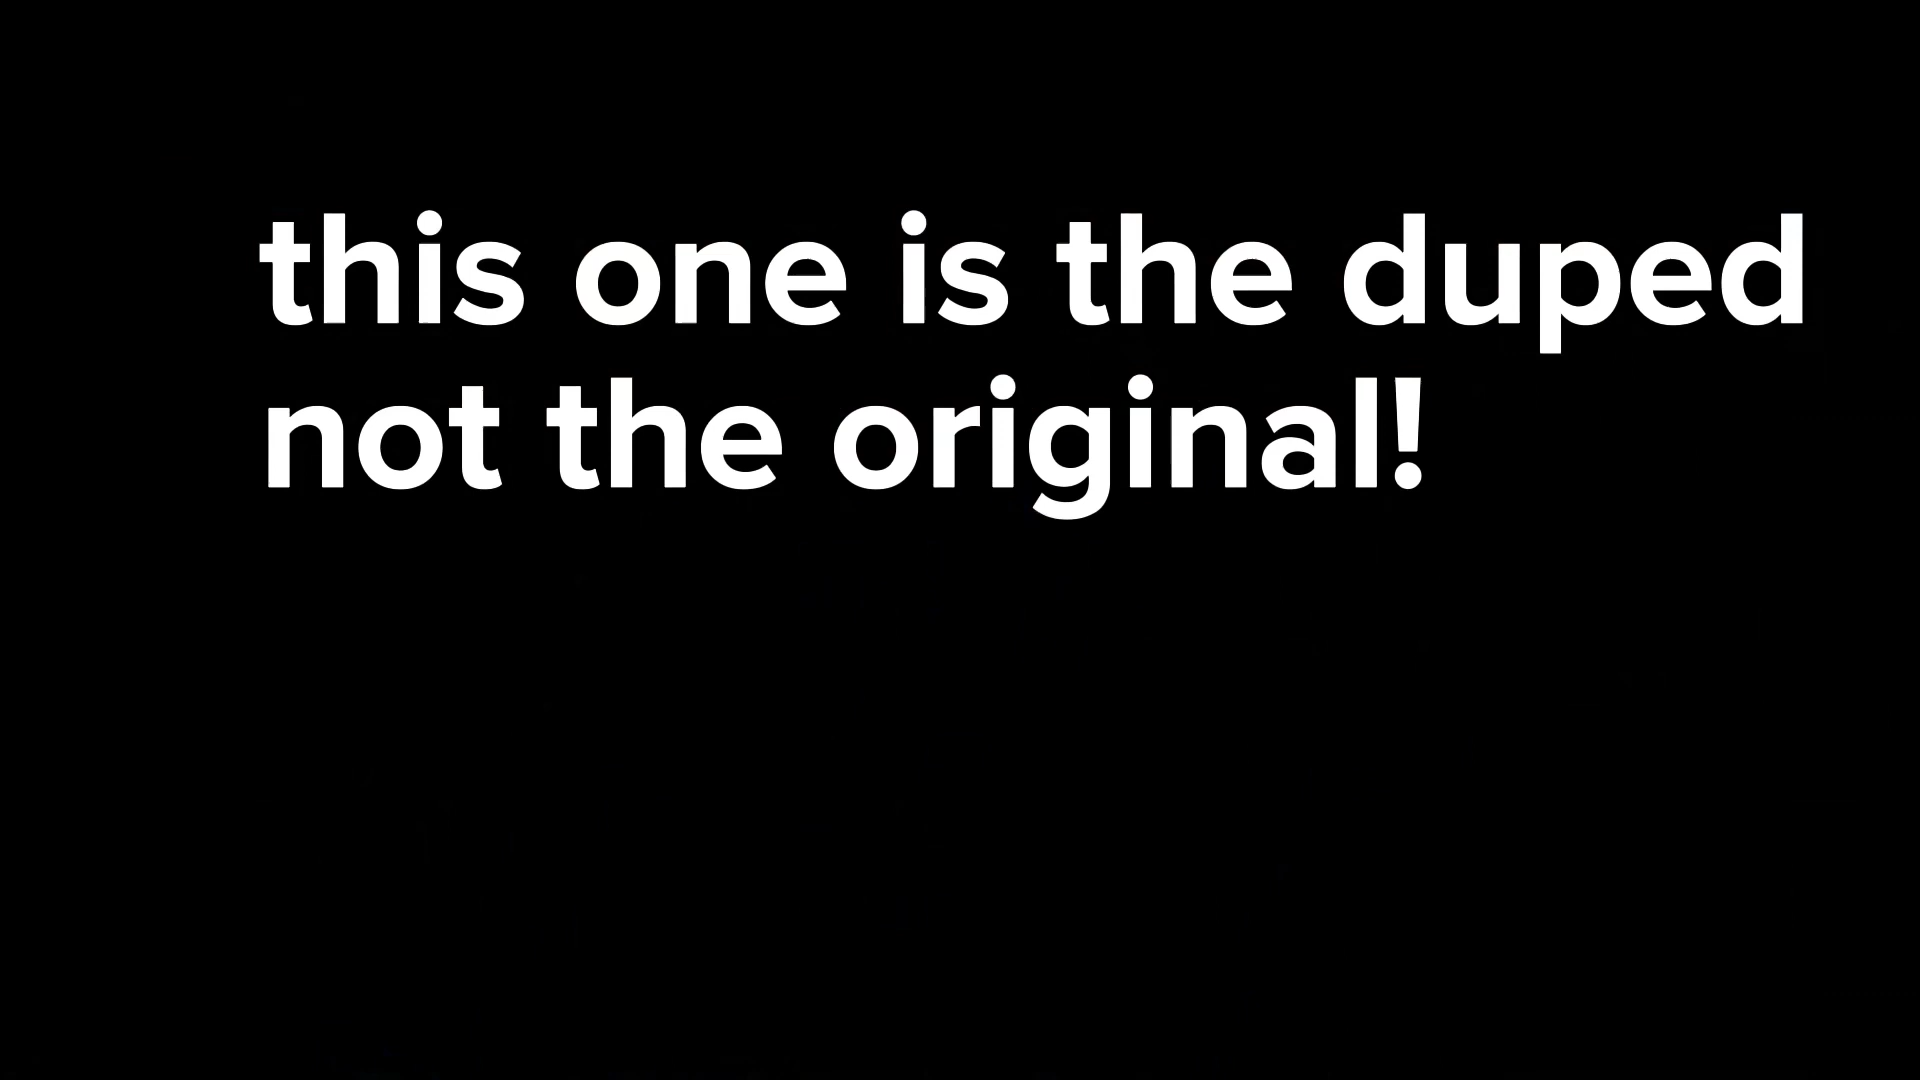 this one is the duped
not the original!